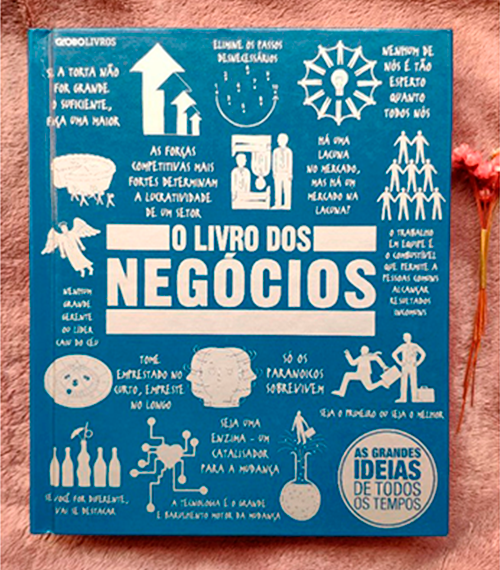 GLOBOLIVROS
SE A TORTA NÃO
FOR GRANDE
O SUFICIENTE,
FAÇA UMA MAIOR
ELIMINE OS PASSOS
DESNECESSÁRIOS
NENHUM DE
NÓS É TÃO
ESPERTO
QUANTO
TODOS NÓS
AS FORÇAS
COMPETITIVAS MAIS
FORTES DETERMINAM
A LUCRATIVIDADE
DE UM SETOR
HÁ UMA
LACUNA
NO MERCADO,
MAS HÁ UM
MERCADO NA
LACUNA?
O TRABALHO
EM EQUIPE É
O COMBUSTÍVEL
QUE PERMITE A
PESSOAS COMUNS
ALCANÇAR
RESULTADOS
INCOMUNS
O LIVRO DOS
NEGÓCIOS
NENHUM
GRANDE
GERENTE
OU LÍDER
CAIU DO CÉU
TOME
EMPRESTADO NO
CURTO, EMPRESTE
NO LONGO
SÓ OS
PARANOICOS
SOBREVIVEM
SEJA O PRIMEIRO OU SEJA O MELHOR
SE VOCÊ FOR DIFERENTE,
VAI SE DESTACAR
SEJA UMA
ENZIMA - UM
CATALISADOR
PARA A MUDANÇA
A TECNOLOGIA É O GRANDE
E BARULHENTO MOTOR DA MUDANÇA
AS GRANDES
IDEIAS
DE TODOS
OS TEMPOS